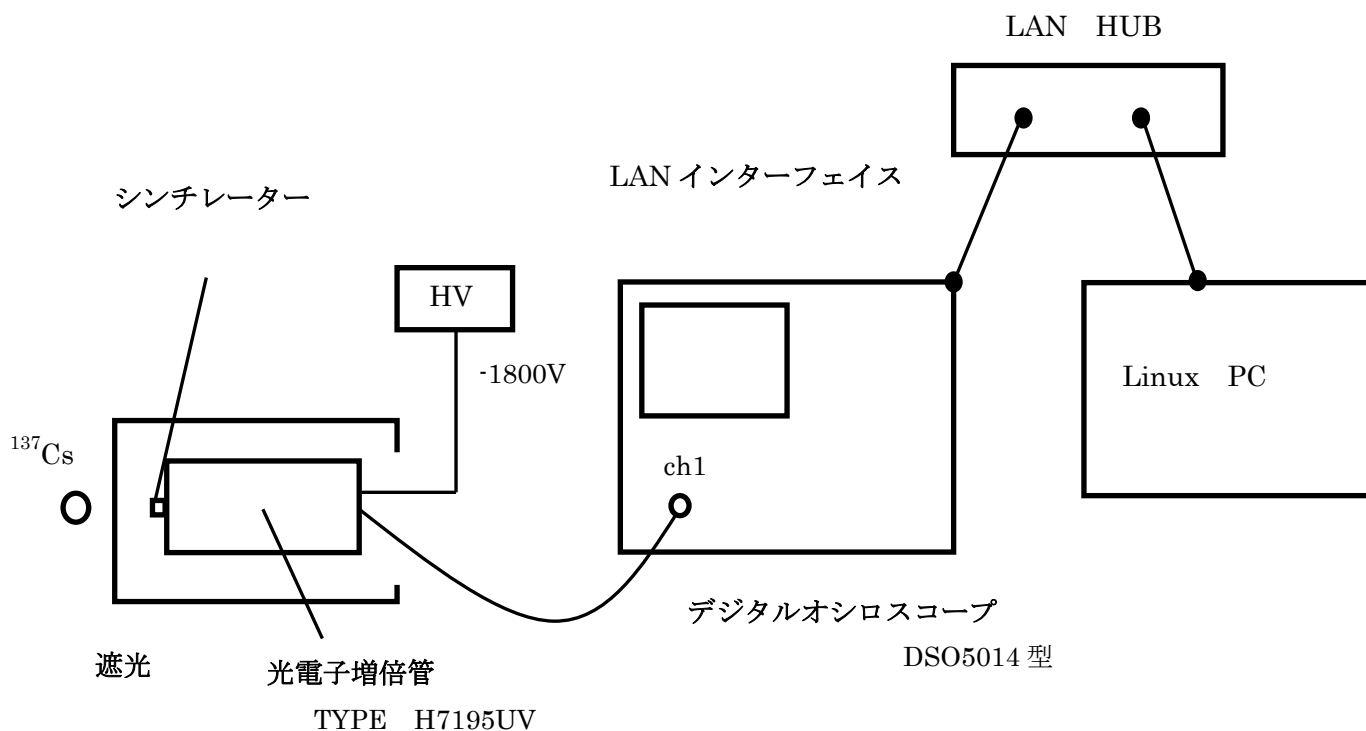 LAN HUB
LAN インターフェイス
シンチレーター
HV
-1800V
Linux PC
¹³⁷Cs
ch1
デジタルオシロスコープ
DSO5014 型
遮光
光電子増倍管
TYPE H7195UV